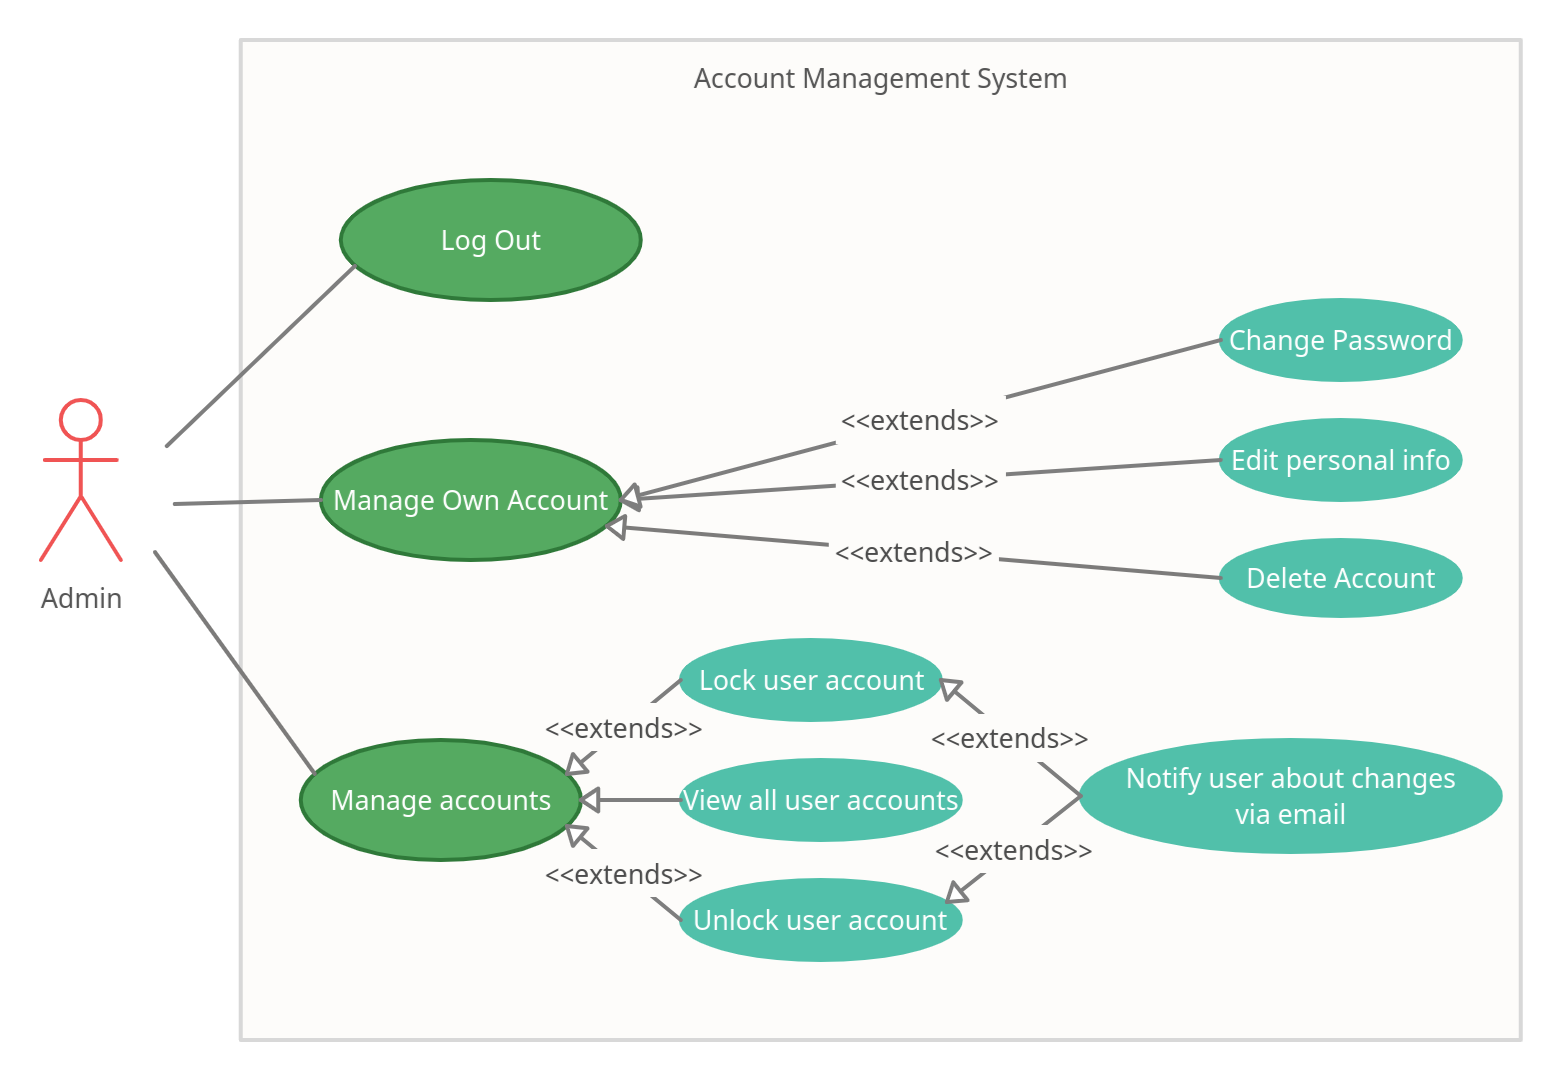 Account Management System
Log Out
Change Password
<<extends>>
Edit personal info
Manage Own Account
<<extends>>
<<extends>>
Delete Account
Admin
Lock user account
<<extends>>
<<extends>>
Manage accounts
View all user accounts
Notify user about changes
via email
<<extends>>
<<extends>>
Unlock user account